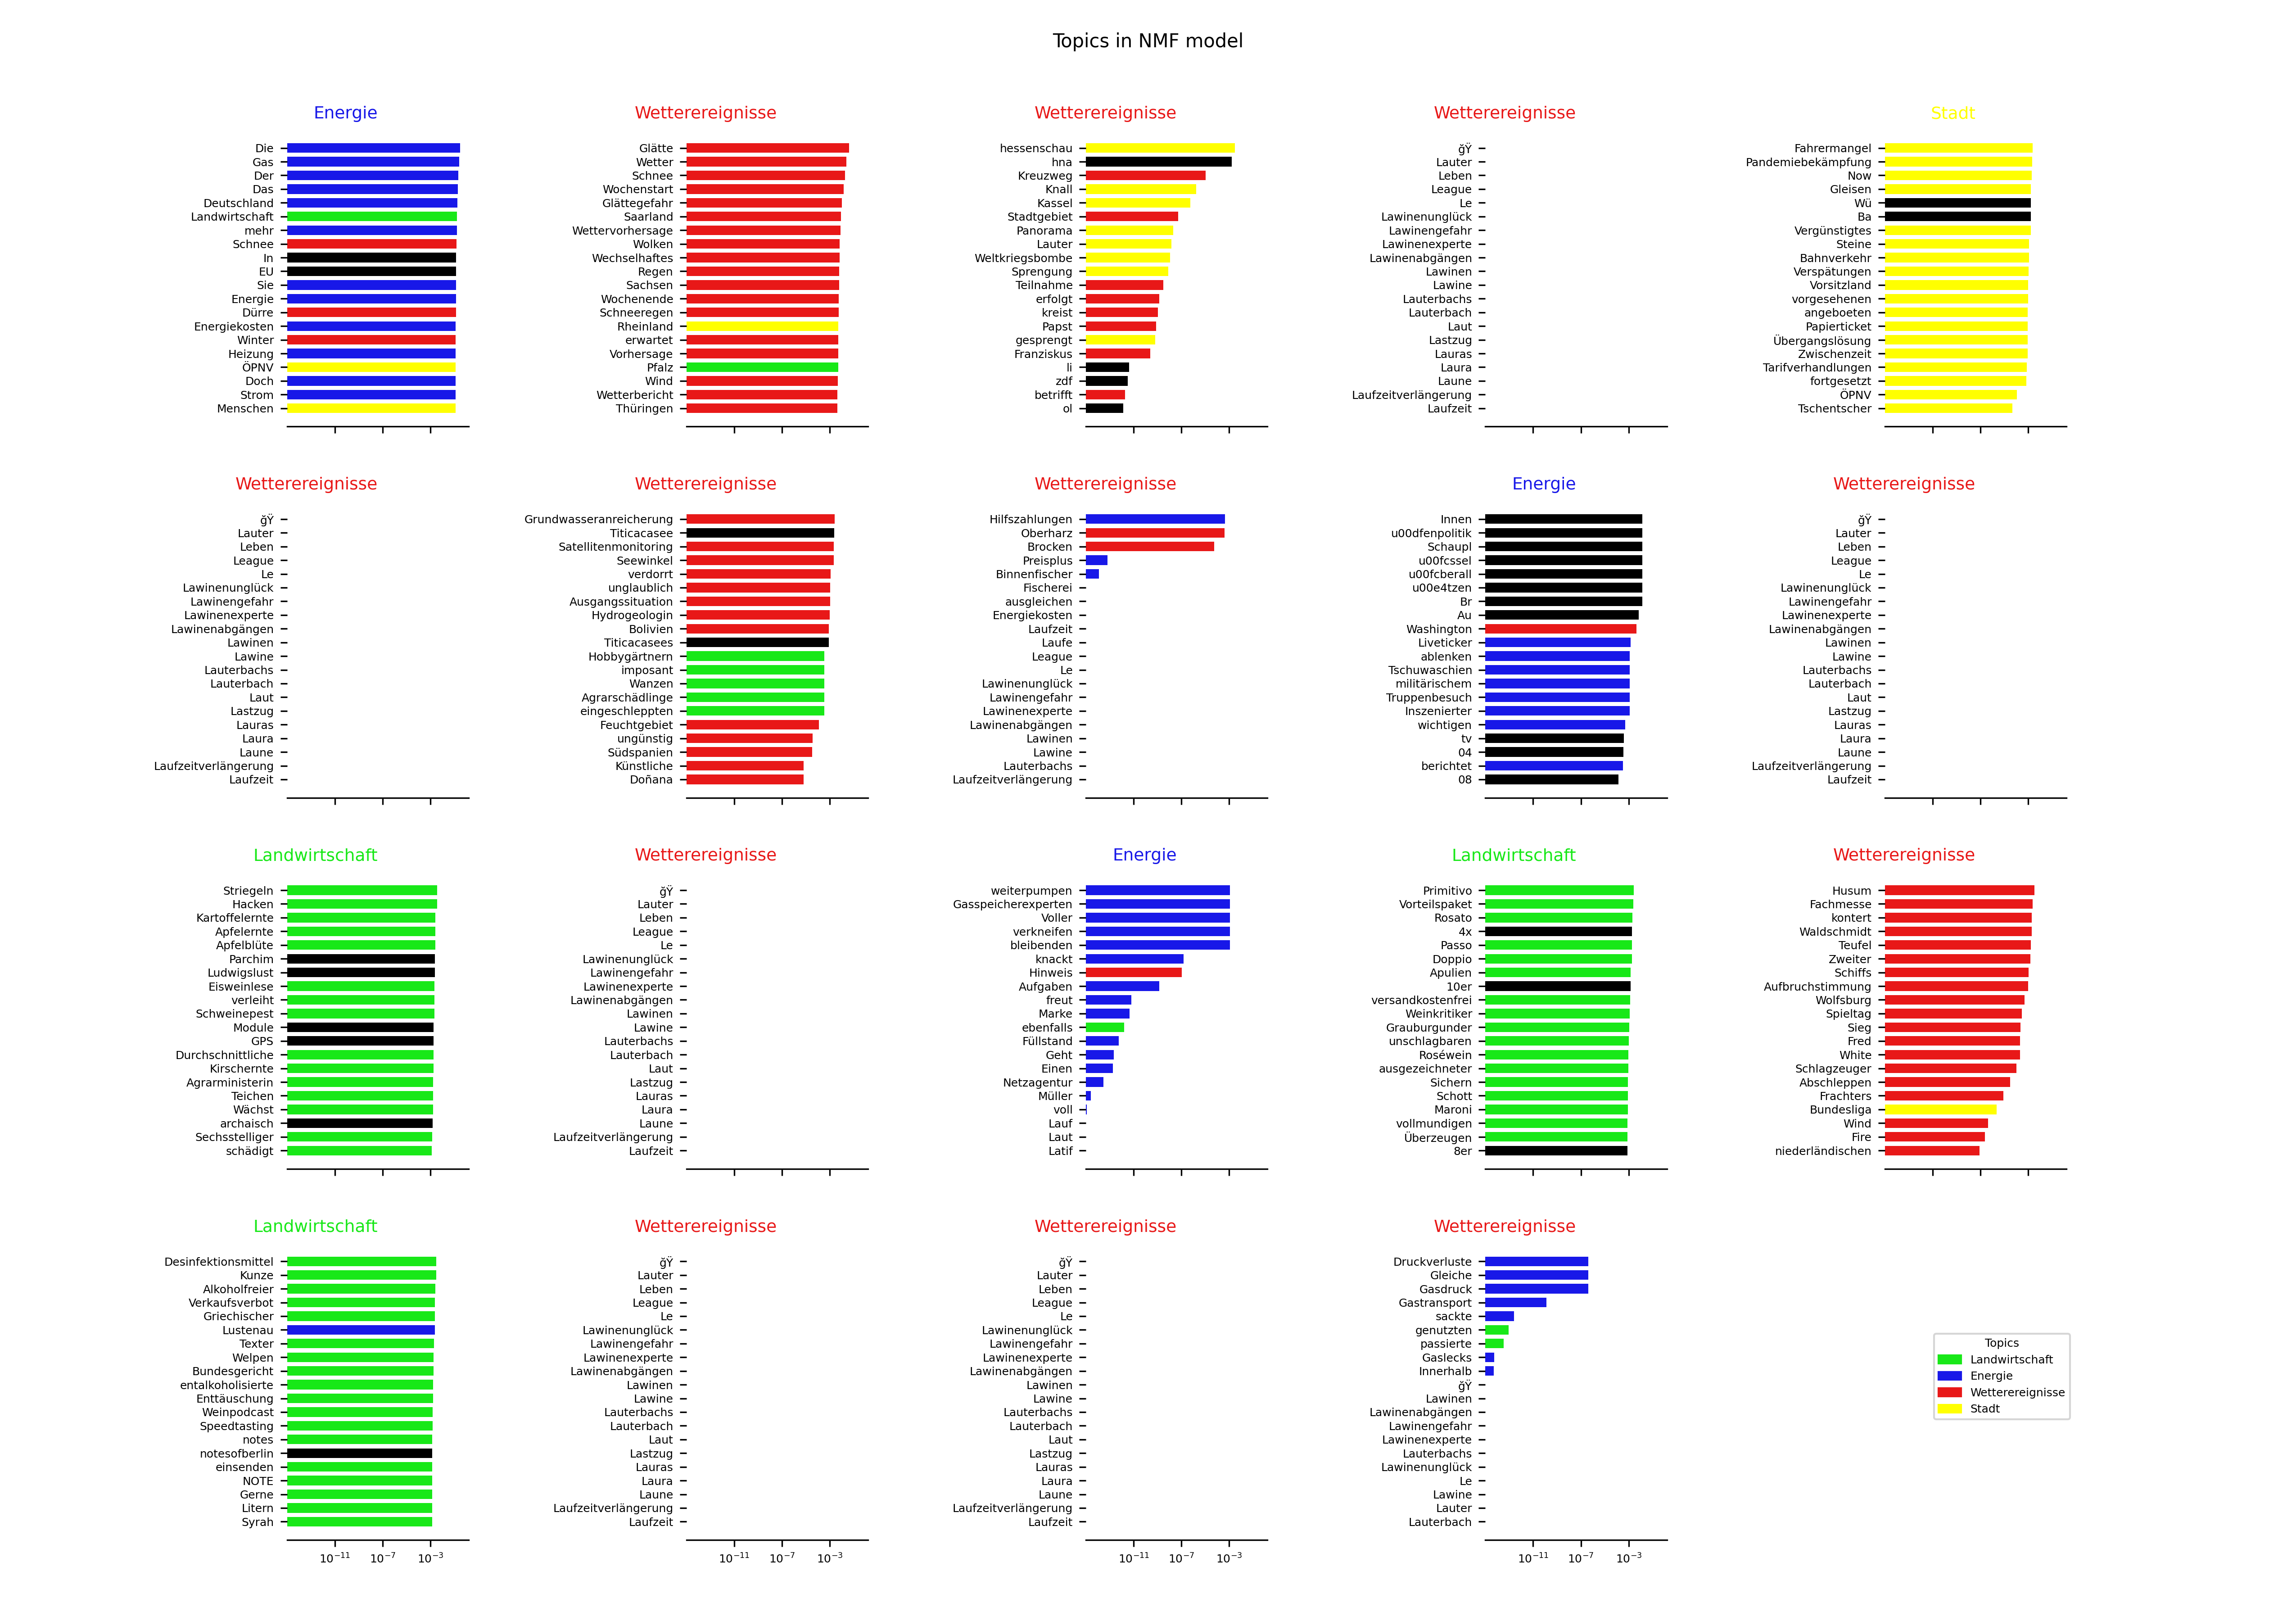 Topics in NMF model
Energie
Die
Gas
Der
Das
Deutschland
Landwirtschaft
mehr
Schnee
In
EU
Sie
Energie
Dürre
Energiekosten
Winter
Heizung
ÖPNV
Doch
Strom
Menschen
Wetterereignisse
Glätte
Wetter
Schnee
Wochenstart
Glättegefahr
Saarland
Wettervorhersage
Wolken
Wechselhaftes
Regen
Sachsen
Wochenende
Schneeregen
Rheinland
erwartet
Vorhersage
Pfalz
Wind
Wetterbericht
Thüringen
Wetterereignisse
hessenschau
hna
Kreuzweg
Knall
Kassel
Stadtgebiet
Panorama
Lauter
Weltkriegsbombe
Sprengung
Teilnahme
erfolgt
kreist
Papst
gesprengt
Franziskus
li
zdf
betrifft
ol
Wetterereignisse
ğŸ
Lauter
Leben
League
Le
Lawinenunglück
Lawinengefahr
Lawinenexperte
Lawinenabgängen
Lawinen
Lawine
Lauterbachs
Lauterbach
Laut
Lastzug
Lauras
Laura
Laune
Laufzeitverlängerung
Laufzeit
Stadt
Fahrermangel
Pandemiebekämpfung
Now
Gleisen
Wü
Ba
Vergünstigtes
Steine
Bahnverkehr
Verspätungen
Vorsitzland
vorgesehenen
angeboten
Papierticket
Übergangslösung
Zwischenzeit
Tarifverhandlungen
fortgesetzt
ÖPNV
Tschentscher
Wetterereignisse
ğŸ
Lauter
Leben
League
Le
Lawinenunglück
Lawinengefahr
Lawinenexperte
Lawinenabgängen
Lawinen
Lawine
Lauterbachs
Lauterbach
Laut
Lastzug
Lauras
Laura
Laune
Laufzeitverlängerung
Laufzeit
Wetterereignisse
Grundwasseranreicherung
Titicacasee
Satellitenmonitoring
Seewinkel
verdorrt
unglaublich
Ausgangssituation
Hydrogeologin
Bolivien
Titicacasees
Hobbygärtnern
imposant
Wanzen
Agrarschädlinge
eingeschleppten
Feuchtgebiet
ungünstig
Südspanien
Künstliche
Doñana
Wetterereignisse
Hilfszahlungen
Oberharz
Brocken
Preisplus
Binnenfischer
Fischerei
ausgleichen
Energiekosten
Laufzeit
Laufe
League
Le
Lawinenunglück
Lawinengefahr
Lawinenexperte
Lawinenabgängen
Lawinen
Lawine
Lauterbachs
Laufzeitverlängerung
Energie
Innen
u00dfenpolitik
Schaupl
u00fcssel
u00fcberall
u00e4tzen
Br
Au
Washington
Liveticker
ablenken
Tschuwaschien
militärischem
Truppenbesuch
Inszenierter
wichtigen
tv
04
berichtet
08
Wetterereignisse
ğŸ
Lauter
Leben
League
Le
Lawinenunglück
Lawinengefahr
Lawinenexperte
Lawinenabgängen
Lawinen
Lawine
Lauterbachs
Lauterbach
Laut
Lastzug
Lauras
Laura
Laune
Laufzeitverlängerung
Laufzeit
Landwirtschaft
Striegeln
Hacken
Kartoffelernte
Apfelernte
Apfelblüte
Parchim
Ludwigslust
Eisweinlese
verleiht
Schweinepest
Module
GPS
Durchschnittliche
Kirschernte
Agrarministerin
Teichen
Wächst
archaisch
Sechsstelliger
schädigt
Wetterereignisse
ğŸ
Lauter
Leben
League
Le
Lawinenunglück
Lawinengefahr
Lawinenexperte
Lawinenabgängen
Lawinen
Lawine
Lauterbachs
Lauterbach
Laut
Lastzug
Lauras
Laura
Laune
Laufzeitverlängerung
Laufzeit
Energie
weiterpumpen
Gasspeicherexperten
Voller
verkneifen
bleibenden
knackt
Hinweis
Aufgaben
freut
Marke
ebenfalls
Füllstand
Geht
Einen
Netzagentur
Müller
voll
Lauf
Laut
Latif
Landwirtschaft
Primitivo
Vorteilspaket
Rosato
4x
Passo
Doppio
Apulien
10er
versandkostenfrei
Weinkritiker
Grauburgunder
unschlagbaren
Roséwein
ausgezeichneter
Sichern
Schott
Maroni
vollmundigen
Überzeugen
8er
Wetterereignisse
Husum
Fachmesse
kontert
Waldschmidt
Teufel
Zweiter
Schiffs
Aufbruchstimmung
Wolfsburg
Spieltag
Sieg
Fred
White
Schlagzeuger
Abschleppen
Frachters
Bundesliga
Wind
Fire
niederländischen
Landwirtschaft
Desinfektionsmittel
Kunze
Alkoholfreier
Verkaufsverbot
Griechischer
Lustenau
Texter
Welpen
Bundesgericht
entalkoholisierte
Enttäuschung
Weinpodcast
Speedtasting
notes
notesofberlin
einsenden
NOTE
Gerne
Litern
Syrah
10⁻¹¹ 10⁻⁷ 10⁻³
Wetterereignisse
ğŸ
Lauter
Leben
League
Le
Lawinenunglück
Lawinengefahr
Lawinenexperte
Lawinenabgängen
Lawinen
Lawine
Lauterbachs
Lauterbach
Laut
Lastzug
Lauras
Laura
Laune
Laufzeitverlängerung
Laufzeit
10⁻¹¹ 10⁻⁷ 10⁻³
Wetterereignisse
ğŸ
Lauter
Leben
League
Le
Lawinenunglück
Lawinengefahr
Lawinenexperte
Lawinenabgängen
Lawinen
Lawine
Lauterbachs
Lauterbach
Laut
Lastzug
Lauras
Laura
Laune
Laufzeitverlängerung
Laufzeit
10⁻¹¹ 10⁻⁷ 10⁻³
Wetterereignisse
Druckverluste
Gleiche
Gasdruck
Gastransport
sackte
genutzten
passierte
Gaslecks
Innerhalb
ğŸ
Lawinen
Lawinenabgängen
Lawinengefahr
Lawinenexperte
Lauterbachs
Lawinenunglück
Le
Lawine
Lauter
Lauterbach
10⁻¹¹ 10⁻⁷ 10⁻³
Topics
Landwirtschaft
Energie
Wetterereignisse
Stadt